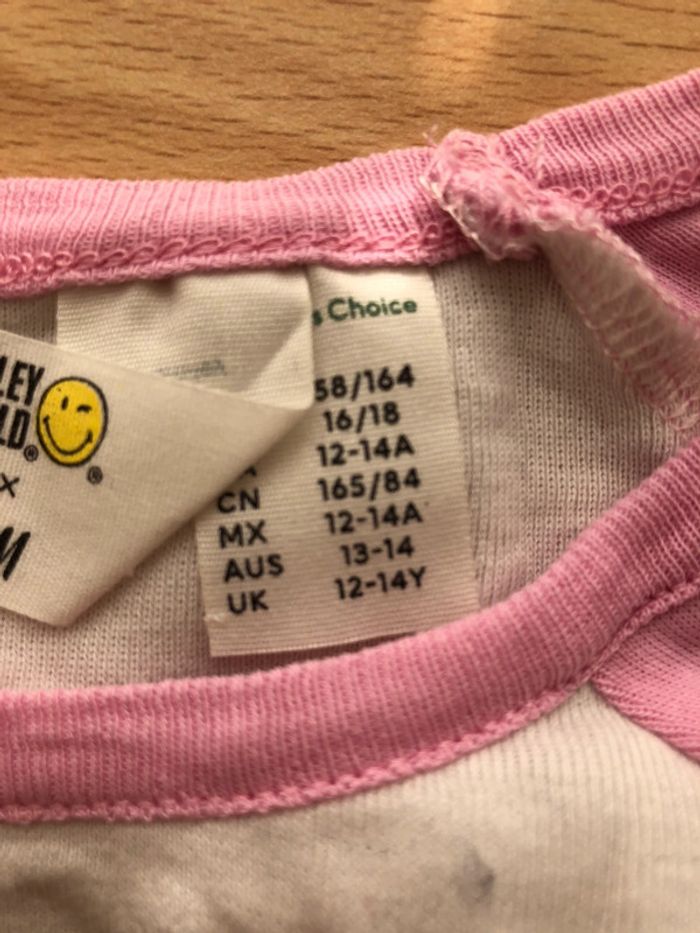 LEY
LD®
®
X
M
s Choice
58/164
16/18
12-14A
CN 165/84
MX 12-14A
AUS 13-14
UK 12-14Y